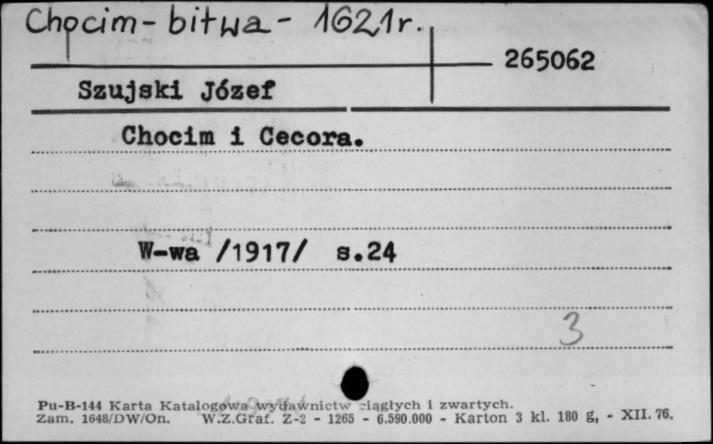 Chocim - bitwa - 1621 r.
265062
Szujski Józef
Chocim i Cecora.
W-wa /1917/ s.24
3
Pu-B-144 Karta Katalogowa wydawnictw ciągłych i zwartych.
Zam. 1648/DW/On. W.Z.Graf. Z-2 - 1265 - 6.590.000 - Karton 3 kl. 180 g, - XII. 76.